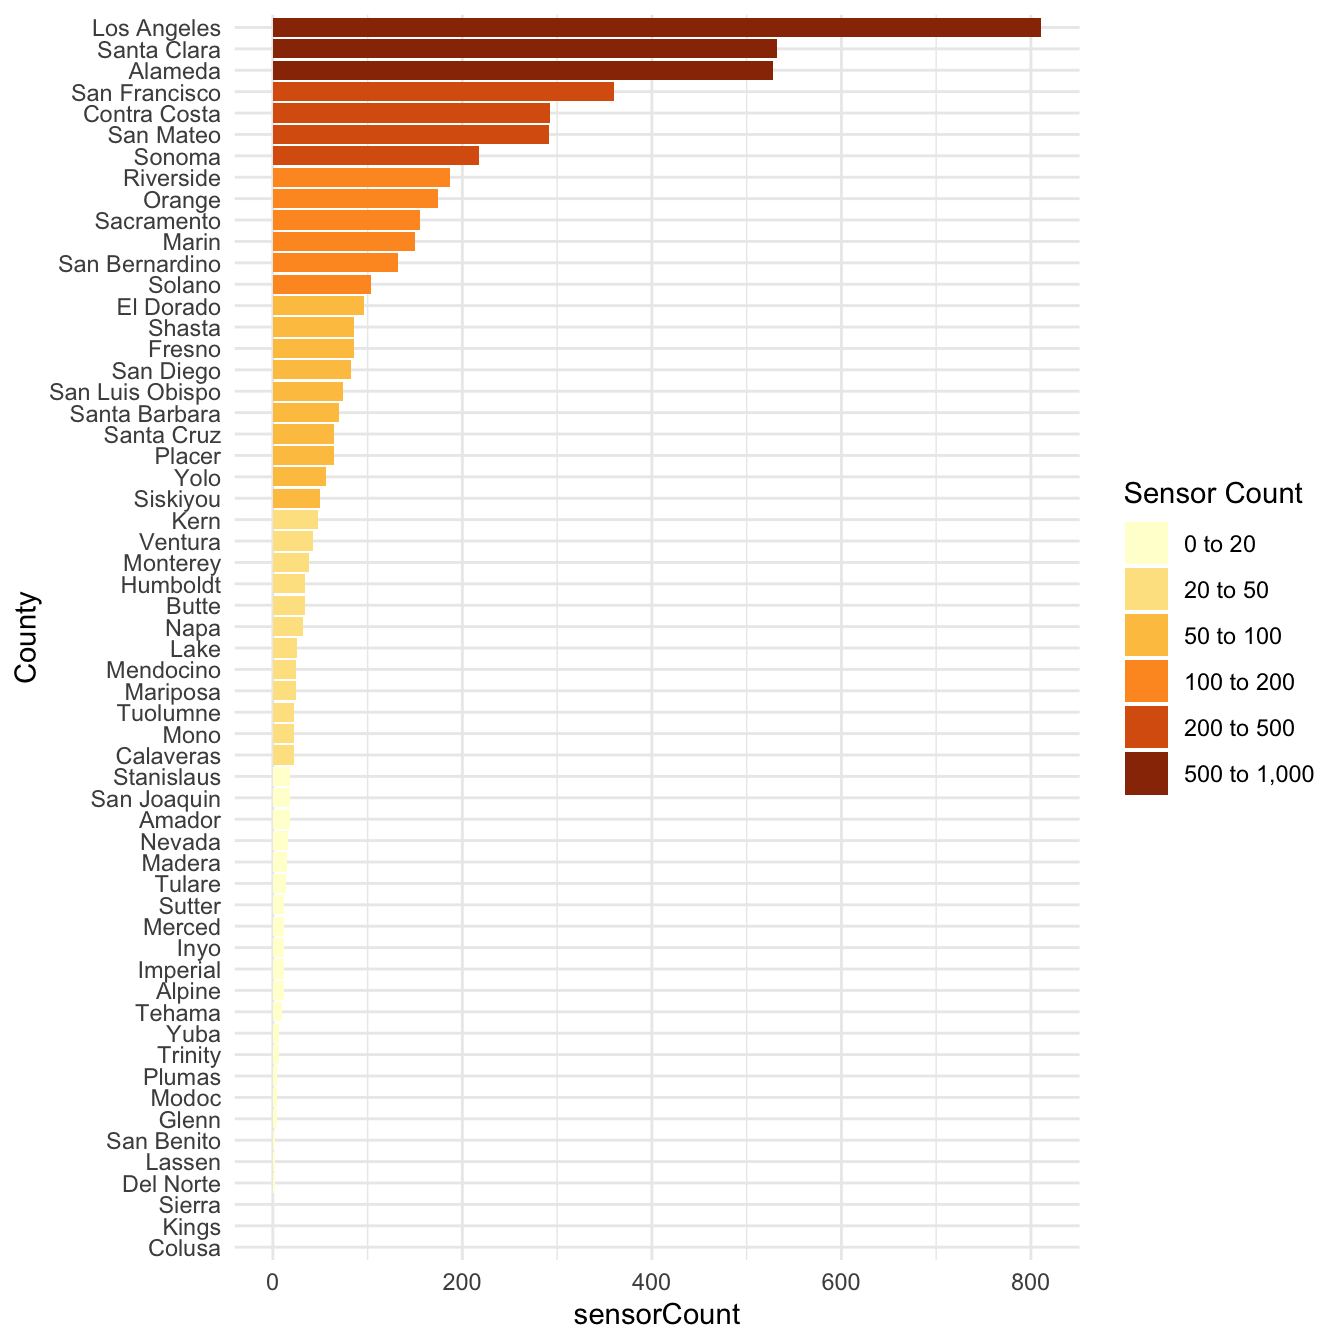 Los Angeles
Santa Clara
Alameda
San Francisco
Contra Costa
San Mateo
Sonoma
Riverside
Orange
Sacramento
Marin
San Bernardino
Solano
El Dorado
Shasta
Fresno
San Diego
San Luis Obispo
Santa Barbara
Santa Cruz
Placer
Yolo
Siskiyou
Kern
Ventura
Monterey
Humboldt
Butte
Napa
Lake
Mendocino
Mariposa
Tuolumne
Mono
Calaveras
Stanislaus
San Joaquin
Amador
Nevada
Madera
Tulare
Sutter
Merced
Inyo
Imperial
Alpine
Tehama
Yuba
Trinity
Plumas
Modoc
Glenn
San Benito
Lassen
Del Norte
Sierra
Kings
Colusa
County
0 200 400 600 800
sensorCount
Sensor Count
0 to 20
20 to 50
50 to 100
100 to 200
200 to 500
500 to 1,000